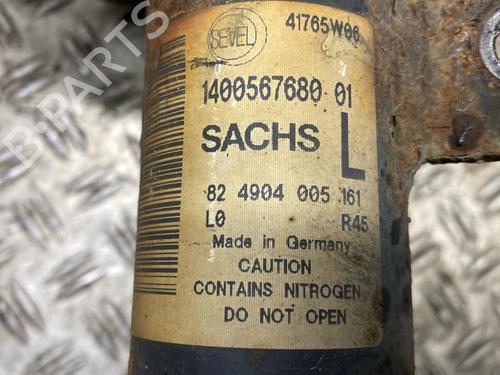 SEVEL
41765W06
1400567680 01
SACHS L
82 4904 005 161
L0 R45
Made in Germany
CAUTION
CONTAINS NITROGEN
DO NOT OPEN
B-PARTS